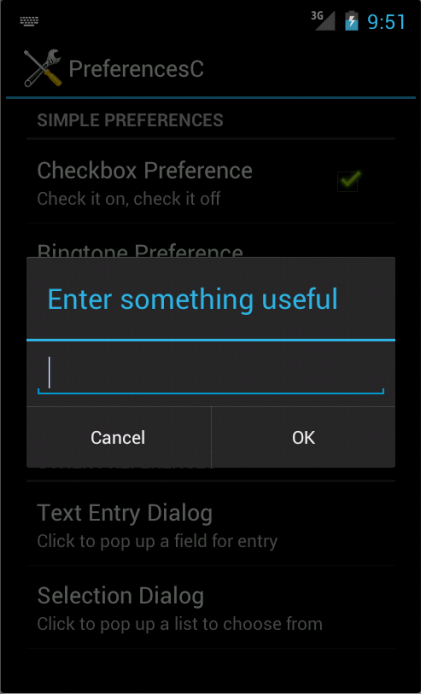 3G 9:51
PreferencesC
SIMPLE PREFERENCES
Checkbox Preference
Check it on, check it off
Ringtone Preference
Enter something useful
Cancel OK
Text Entry Dialog
Click to pop up a field for entry
Selection Dialog
Click to pop up a list to choose from